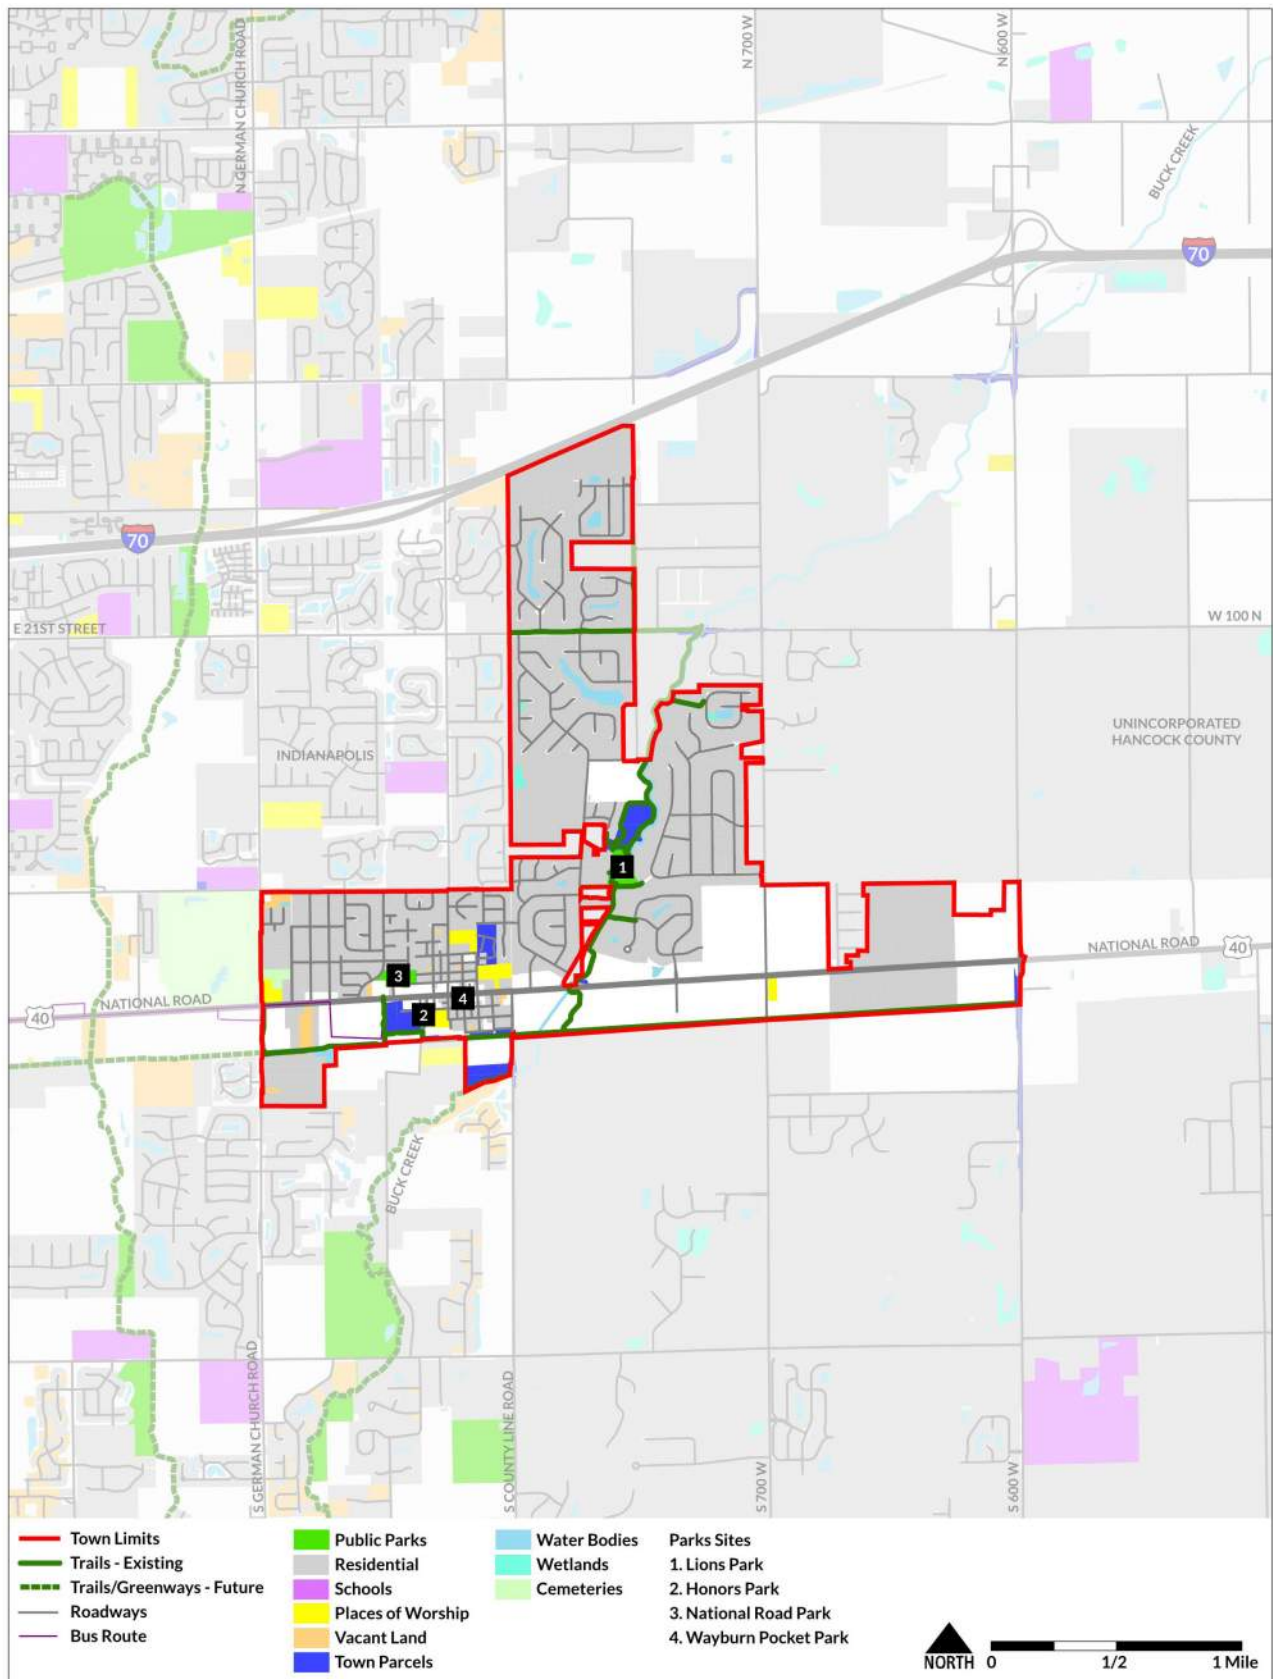 N GERMAN CHURCH ROAD
N 700 W
N 600 W
BUCK CREEK
70
70
E 21ST STREET
W 100 N
INDIANAPOLIS
UNINCORPORATED
HANCOCK COUNTY
1
3
4
2
NATIONAL ROAD
40
NATIONAL ROAD
40
BUCK CREEK
S GERMAN CHURCH ROAD
S COUNTY LINE ROAD
S 700 W
S 600 W
Town Limits
Trails - Existing
Trails/Greenways - Future
Roadways
Bus Route
Public Parks
Residential
Schools
Places of Worship
Vacant Land
Town Parcels
Water Bodies
Wetlands
Cemeteries
Parks Sites
1. Lions Park
2. Honors Park
3. National Road Park
4. Wayburn Pocket Park
NORTH 0 1/2 1 Mile